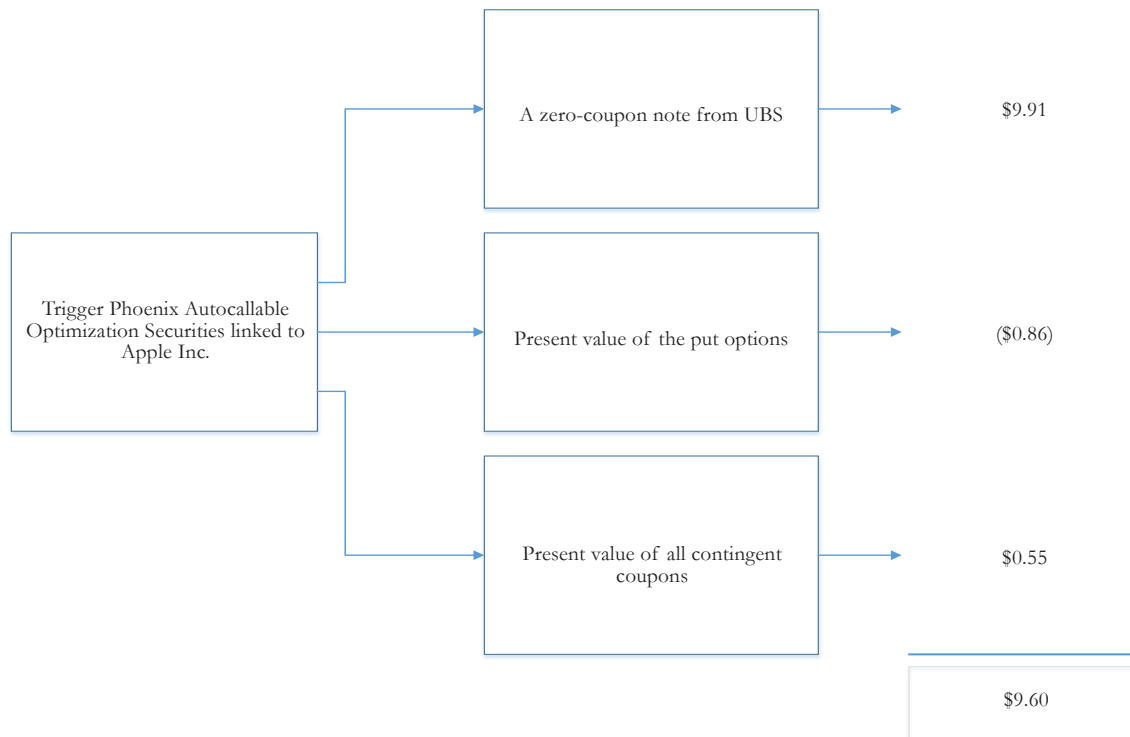 A zero-coupon note from UBS
$9.91
Trigger Phoenix Autocallable
Optimization Securities linked to
Apple Inc.
Present value of the put options
($0.86)
Present value of all contingent
coupons
$0.55
$9.60